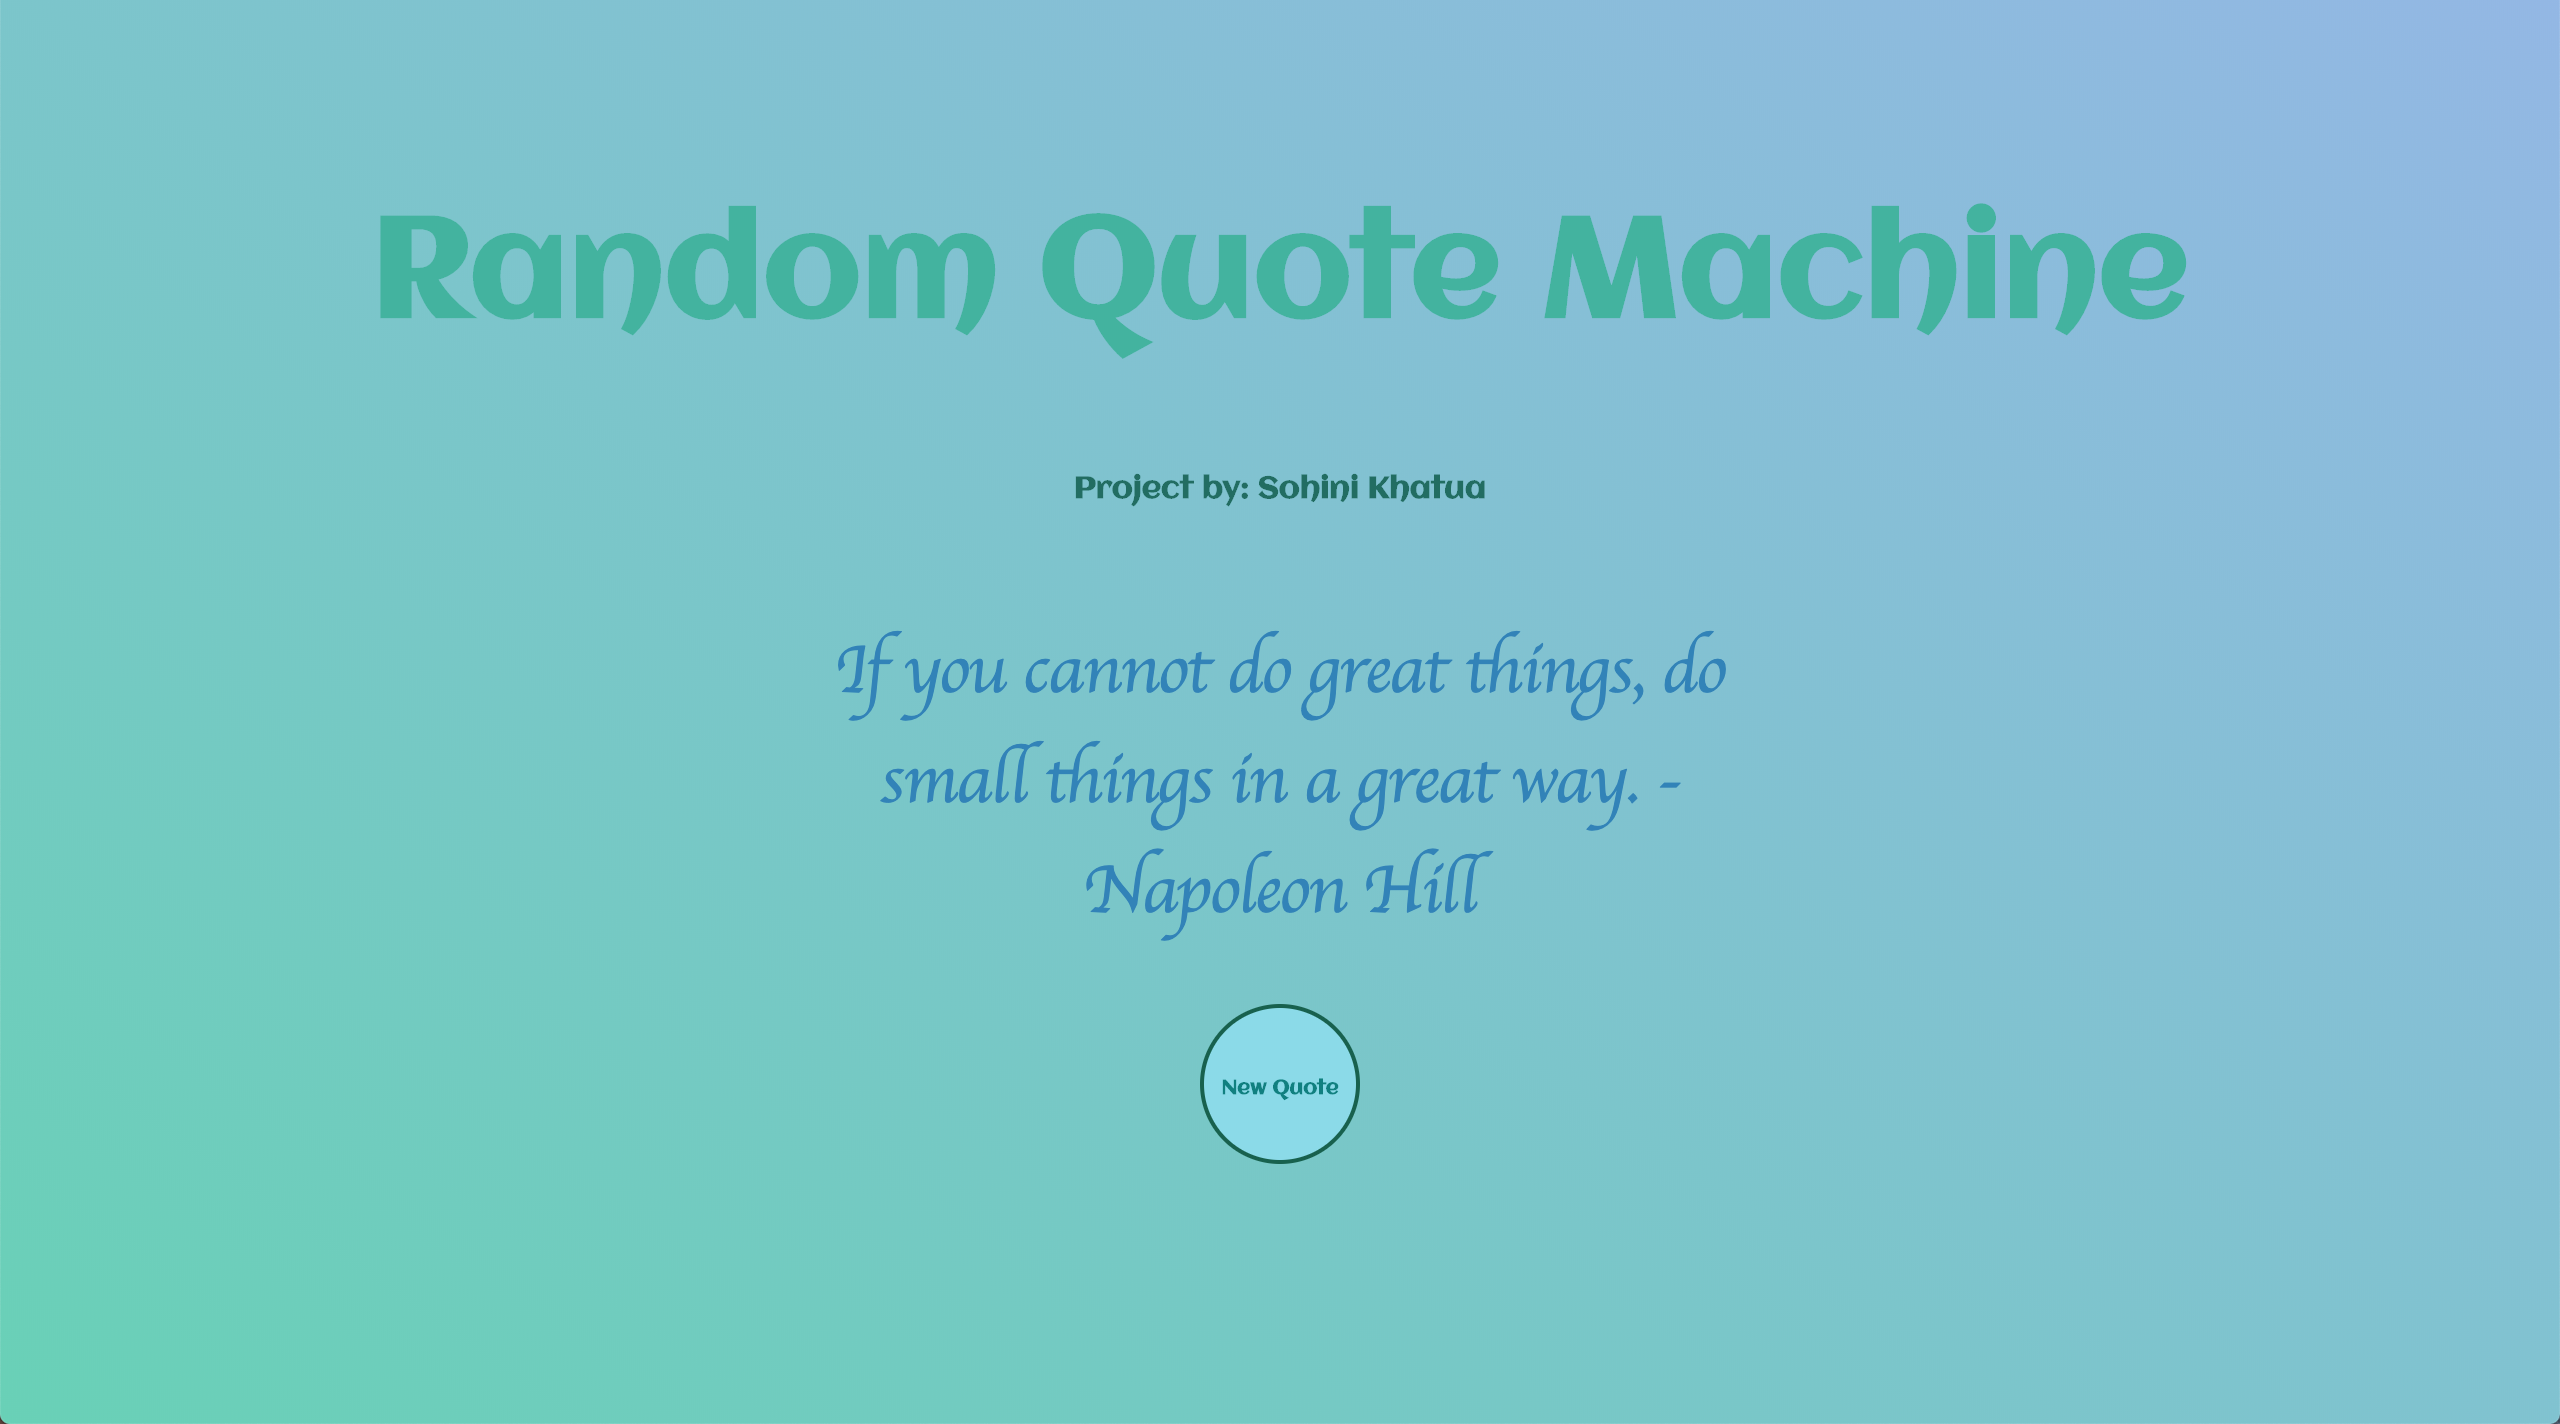 Random Quote Machine
Project by: Sohini Khatua
If you cannot do great things, do
small things in a great way. -
Napoleon Hill
New Quote